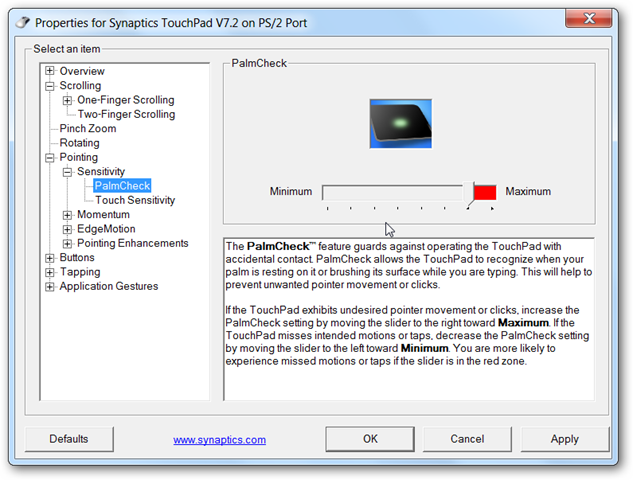 Properties for Synaptics TouchPad V7.2 on PS/2 Port
Select an item
Overview
Scrolling
One-Finger Scrolling
Two-Finger Scrolling
Pinch Zoom
Rotating
Pointing
Sensitivity
PalmCheck
Touch Sensitivity
Momentum
EdgeMotion
Pointing Enhancements
Buttons
Tapping
Application Gestures
PalmCheck
Minimum Maximum
The PalmCheck™ feature guards against operating the TouchPad with
accidental contact. PalmCheck allows the TouchPad to recognize when your
palm is resting on it or brushing its surface while you are typing. This will help to
prevent unwanted pointer movement or clicks.
If the TouchPad exhibits undesired pointer movement or clicks, increase the
PalmCheck setting by moving the slider to the right toward Maximum. If the
TouchPad misses intended motions or taps, decrease the PalmCheck setting
by moving the slider to the left toward Minimum. You are more likely to
experience missed motions or taps if the slider is in the red zone.
Defaults www.synaptics.com OK Cancel Apply